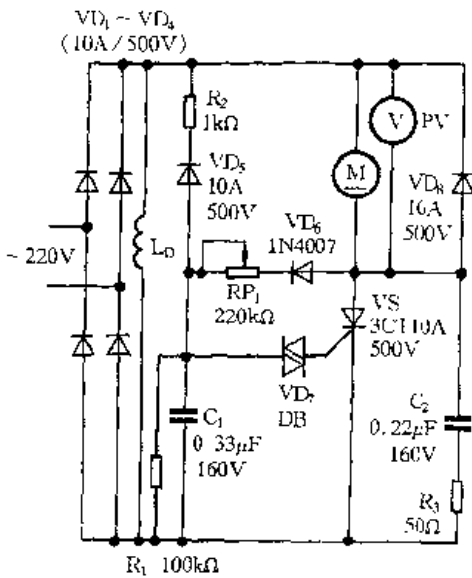 VD₁~VD₄
(10A/500V)
R₂
1kΩ
VD₅
10A
500V
V
PV
M
VD₈
16A
500V
VD₆
1N4007
L_D
~220V
RP₁
220kΩ
VS
3CT10A
500V
VD₇
DB
C₁
0 33μF
160V
C₂
0.22μF
160V
R₃
50Ω
R₁ 100kΩ